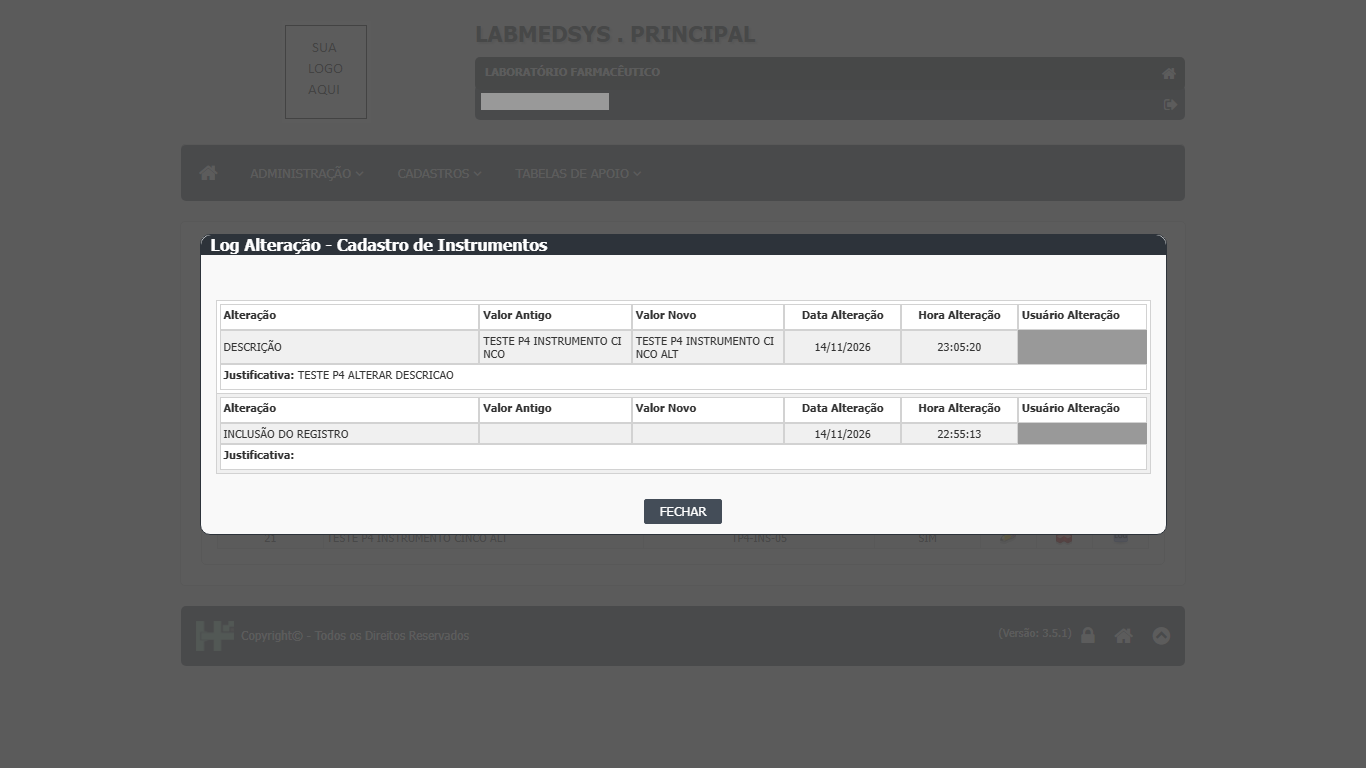 SUA
LOGO
AQUI
LABMEDSYS . PRINCIPAL
LABORATÓRIO FARMACÊUTICO
ADMINISTRAÇÃO CADASTROS TABELAS DE APOIO
Log Alteração - Cadastro de Instrumentos
Alteração Valor Antigo Valor Novo Data Alteração Hora Alteração Usuário Alteração
DESCRIÇÃO TESTE P4 INSTRUMENTO CI TESTE P4 INSTRUMENTO CI 14/11/2026 23:05:20
NCO NCO ALT
Justificativa: TESTE P4 ALTERAR DESCRICAO
Alteração Valor Antigo Valor Novo Data Alteração Hora Alteração Usuário Alteração
INCLUSÃO DO REGISTRO 14/11/2026 22:55:13
Justificativa:
FECHAR
21 TESTE P4 INSTRUMENTO CINCO ALT TP4-INS-05 SIM
Copyright© - Todos os Direitos Reservados (Versão: 3.5.1)